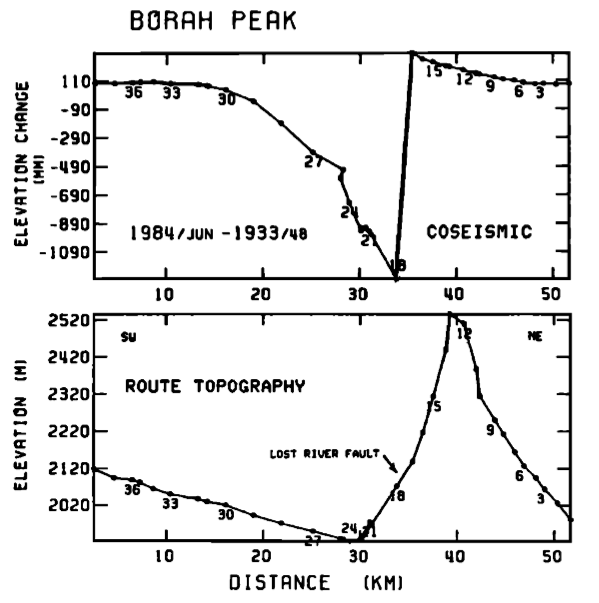 BORAH PEAK
110
-90
-290
-490
-690
-890
-1090
ELEVATION CHANGE
(MM)
36 33 30 27 24 21 18 15 12 9 6 3
1984/JUN -1933/48
COSEISMIC
10 20 30 40 50
2520
2420
2320
2220
2120
2020
ELEVATION (M)
SW
NE
ROUTE TOPOGRAPHY
LOST RIVER FAULT
36 33 30 27 24 21 18 15 12 9 6 3
10 20 30 40 50
DISTANCE (KM)